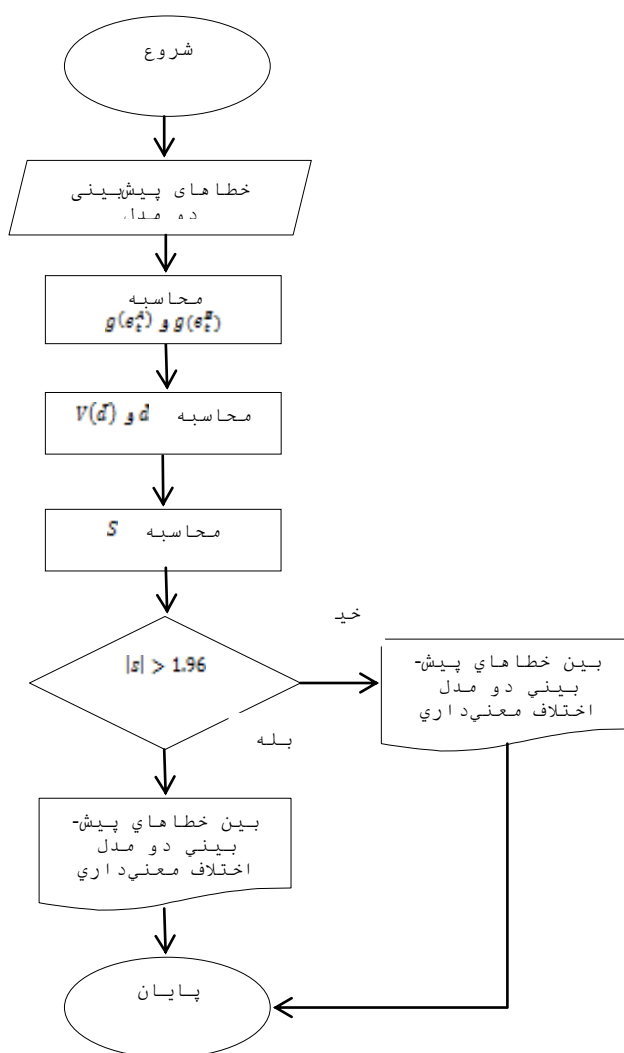 شروع
خطاهای پیش‌بینی
دو مدل
محاسبه
g(e_t^A) و g(e_t^B)
محاسبه d و V(d)
محاسبه S
|s| > 1.96
خیـ
بين خطاهاي پيش-
بيني دو مدل
اختلاف معني‌داري
بله
بين خطاهاي پيش-
بيني دو مدل
اختلاف معني‌داري
پایان